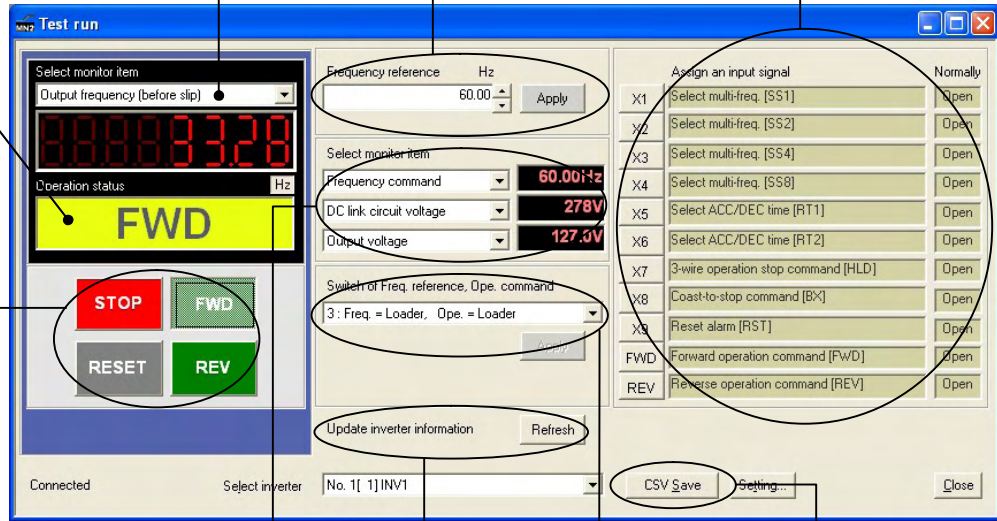 MN2 Test run
Select monitor item
Output frequency (before slip)
33.28
Operation status Hz
FWD
STOP FWD
RESET REV
Frequency reference Hz
60.00 Apply
Select monitor item
Frequency command 60.00Hz
DC link circuit voltage 278V
Output voltage 127.0V
Switch of Freq. reference, Ope. command
3 : Freq. = Loader, Ope. = Loader
Apply
Update inverter information Refresh
Assign an input signal Normally
X1 Select multi-freq. [SS1] Open
X2 Select multi-freq. [SS2] Open
X3 Select multi-freq. [SS4] Open
X4 Select multi-freq. [SS8] Open
X5 Select ACC/DEC time [RT1] Open
X6 Select ACC/DEC time [RT2] Open
X7 3-wire operation stop command [HLD] Open
X8 Coast-to-stop command [BX] Open
X9 Reset alarm [RST] Open
FWD Forward operation command [FWD] Open
REV Reverse operation command [REV] Open
Connected Select inverter No. 1[ 1] INV1 CSV Save Setting... Close